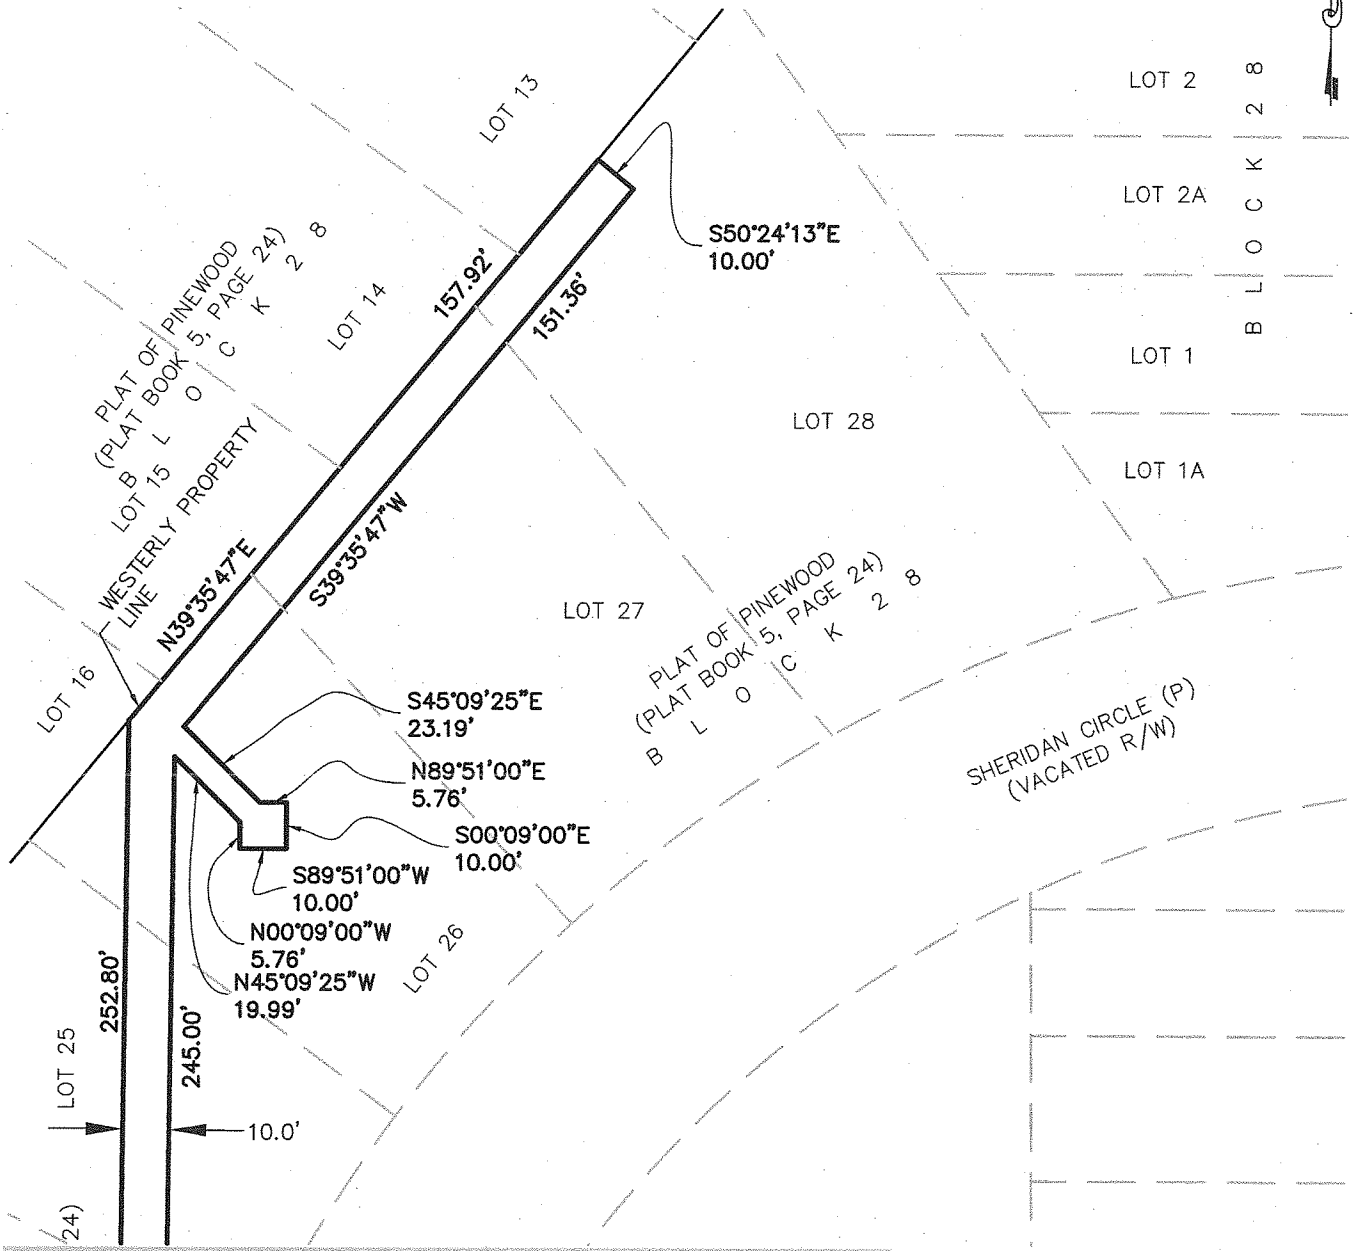 LOT 13
LOT 2
B L O C K 2 8
LOT 2A
S50°24'13"E
10.00'
PLAT OF PINEWOOD
(PLAT BOOK 5, PAGE 24)
B L O C K 2 8
LOT 14
157.92'
151.36'
LOT 1
LOT 28
LOT 1A
LOT 15
WESTERLY PROPERTY
LINE
N39°35'47"E
S39°35'47"W
LOT 27
PLAT OF PINEWOOD
(PLAT BOOK 5, PAGE 24)
B L O C K 2 8
LOT 16
S45°09'25"E
23.19'
SHERIDAN CIRCLE (P)
(VACATED R/W)
N89°51'00"E
5.76'
S00°09'00"E
10.00'
S89°51'00"W
10.00'
N00°09'00"W
5.76'
N45°09'25"W
19.99'
LOT 26
252.80'
245.00'
LOT 25
10.0'
24)